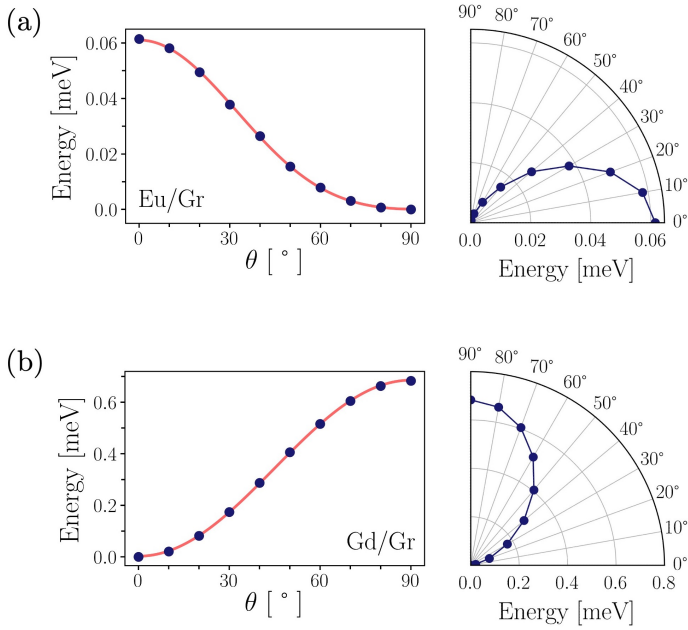 (a)
Energy [meV]
0.06
0.04
0.02
0.0
Eu/Gr
0 30 60 90
θ [ ° ]
90°
80°
70°
60°
50°
40°
30°
20°
10°
0°
0.0 0.02 0.04 0.06
Energy [meV]
(b)
Energy [meV]
0.6
0.4
0.2
0.0
Gd/Gr
0 30 60 90
θ [ ° ]
90°
80°
70°
60°
50°
40°
30°
20°
10°
0°
0.0 0.2 0.4 0.6 0.8
Energy [meV]